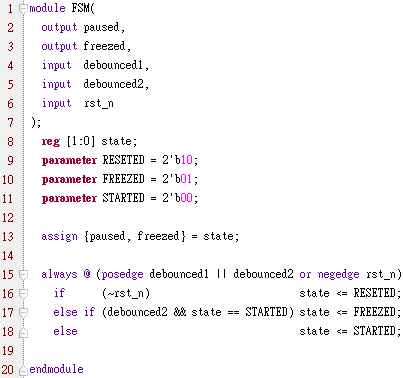 1 module FSM(
2 output paused,
3 output freezed,
4 input debounced1,
5 input debounced2,
6 input rst_n
7 );
8 reg [1:0] state;
9 parameter RESETED = 2'b10;
10 parameter FREEZED = 2'b01;
11 parameter STARTED = 2'b00;
12
13 assign {paused, freezed} = state;
14
15 always @ (posedge debounced1 || debounced2 or negedge rst_n)
16 if (~rst_n) state <= RESETED;
17 else if (debounced2 && state == STARTED) state <= FREEZED;
18 else state <= STARTED;
19
20 endmodule